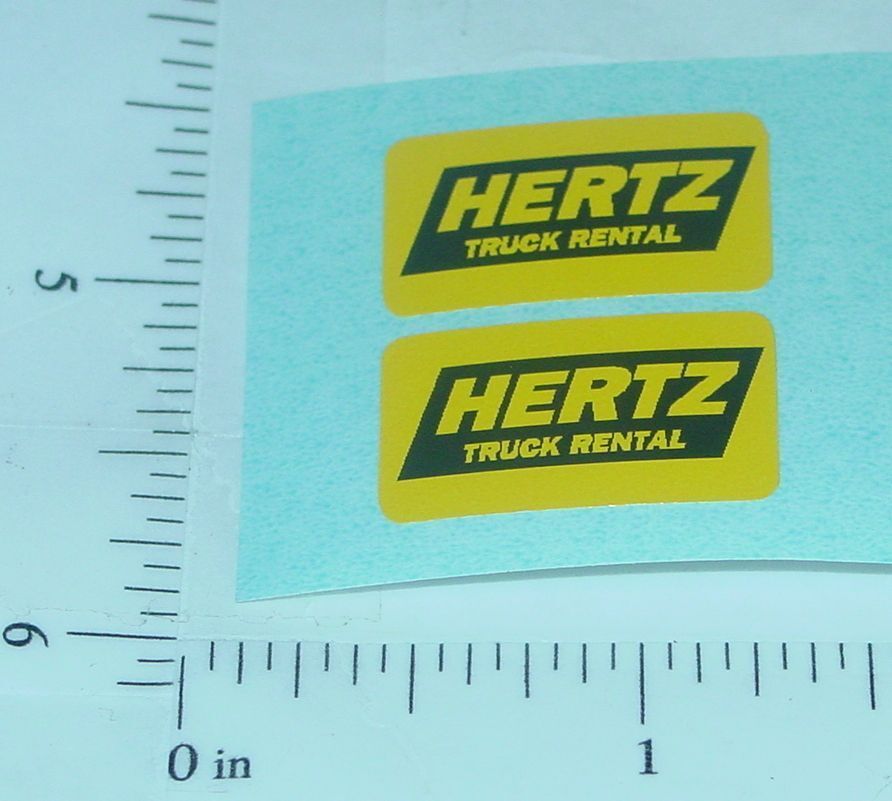 HERTZ
TRUCK RENTAL
5
HERTZ
TRUCK RENTAL
6
0 in
1